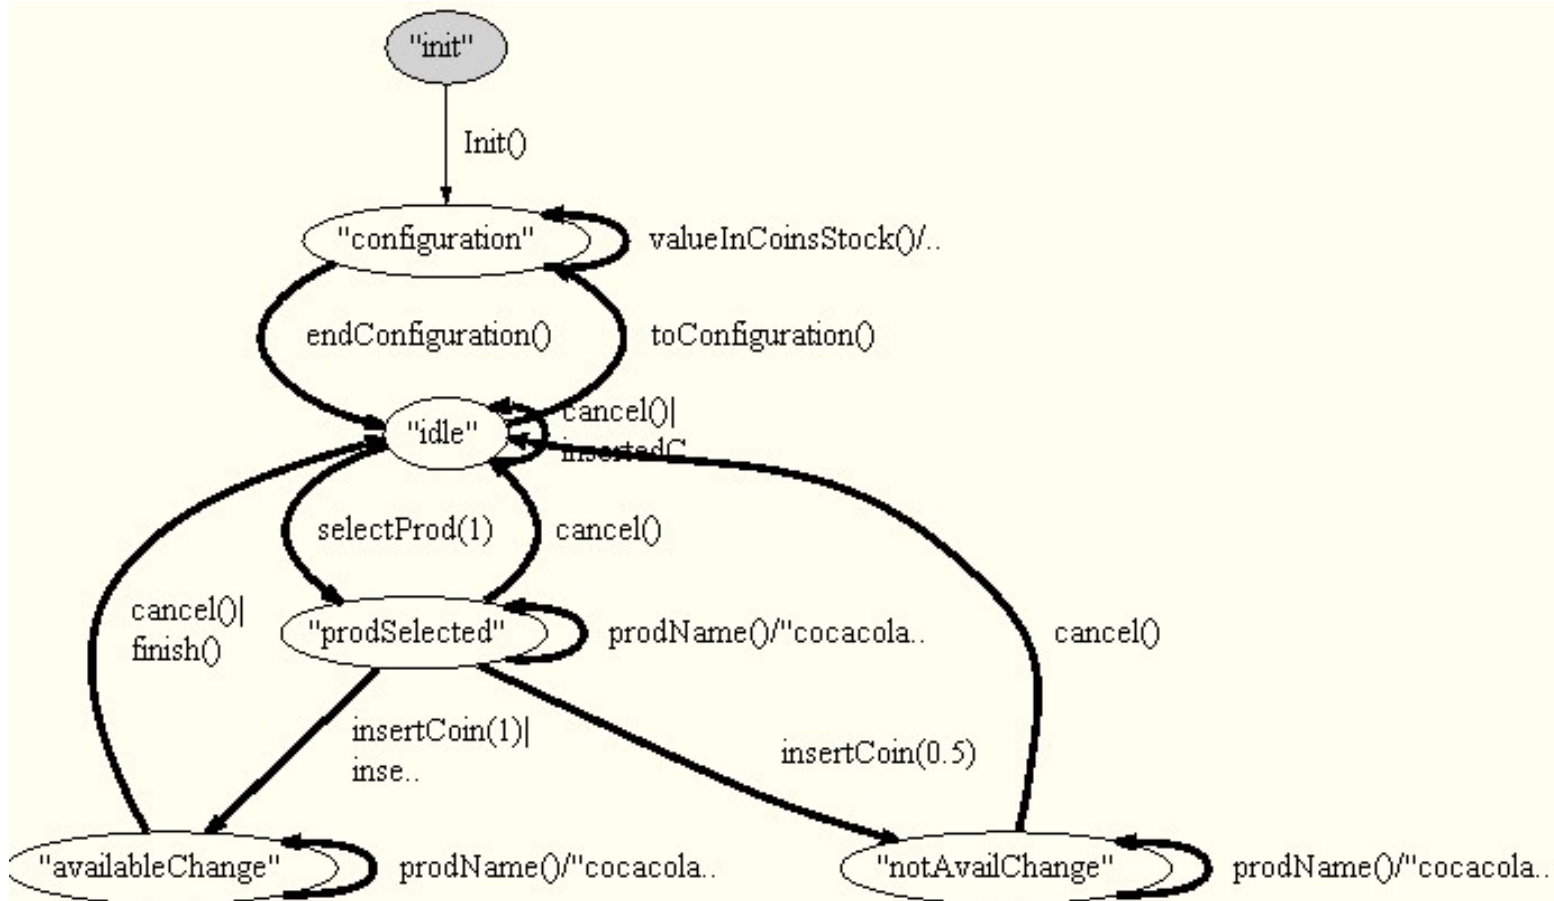 "init"
Init()
"configuration"
valueInCoinsStock()/..
endConfiguration()
toConfiguration()
"idle"
cancel()|
insertedC
selectProd(1)
cancel()
cancel()|
finish()
"prodSelected"
prodName()/"cocacola..
cancel()
insertCoin(1)|
inse..
insertCoin(0.5)
"availableChange"
prodName()/"cocacola..
"notAvailChange"
prodName()/"cocacola..